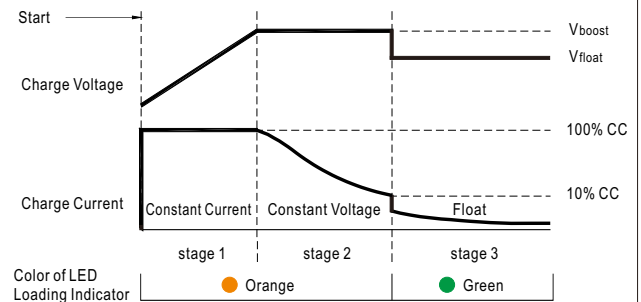 Start
Vboost
Vfloat
Charge Voltage
100% CC
10% CC
Charge Current
Constant Current
Constant Voltage
Float
stage 1
stage 2
stage 3
Color of LED
Loading Indicator
Orange
Green